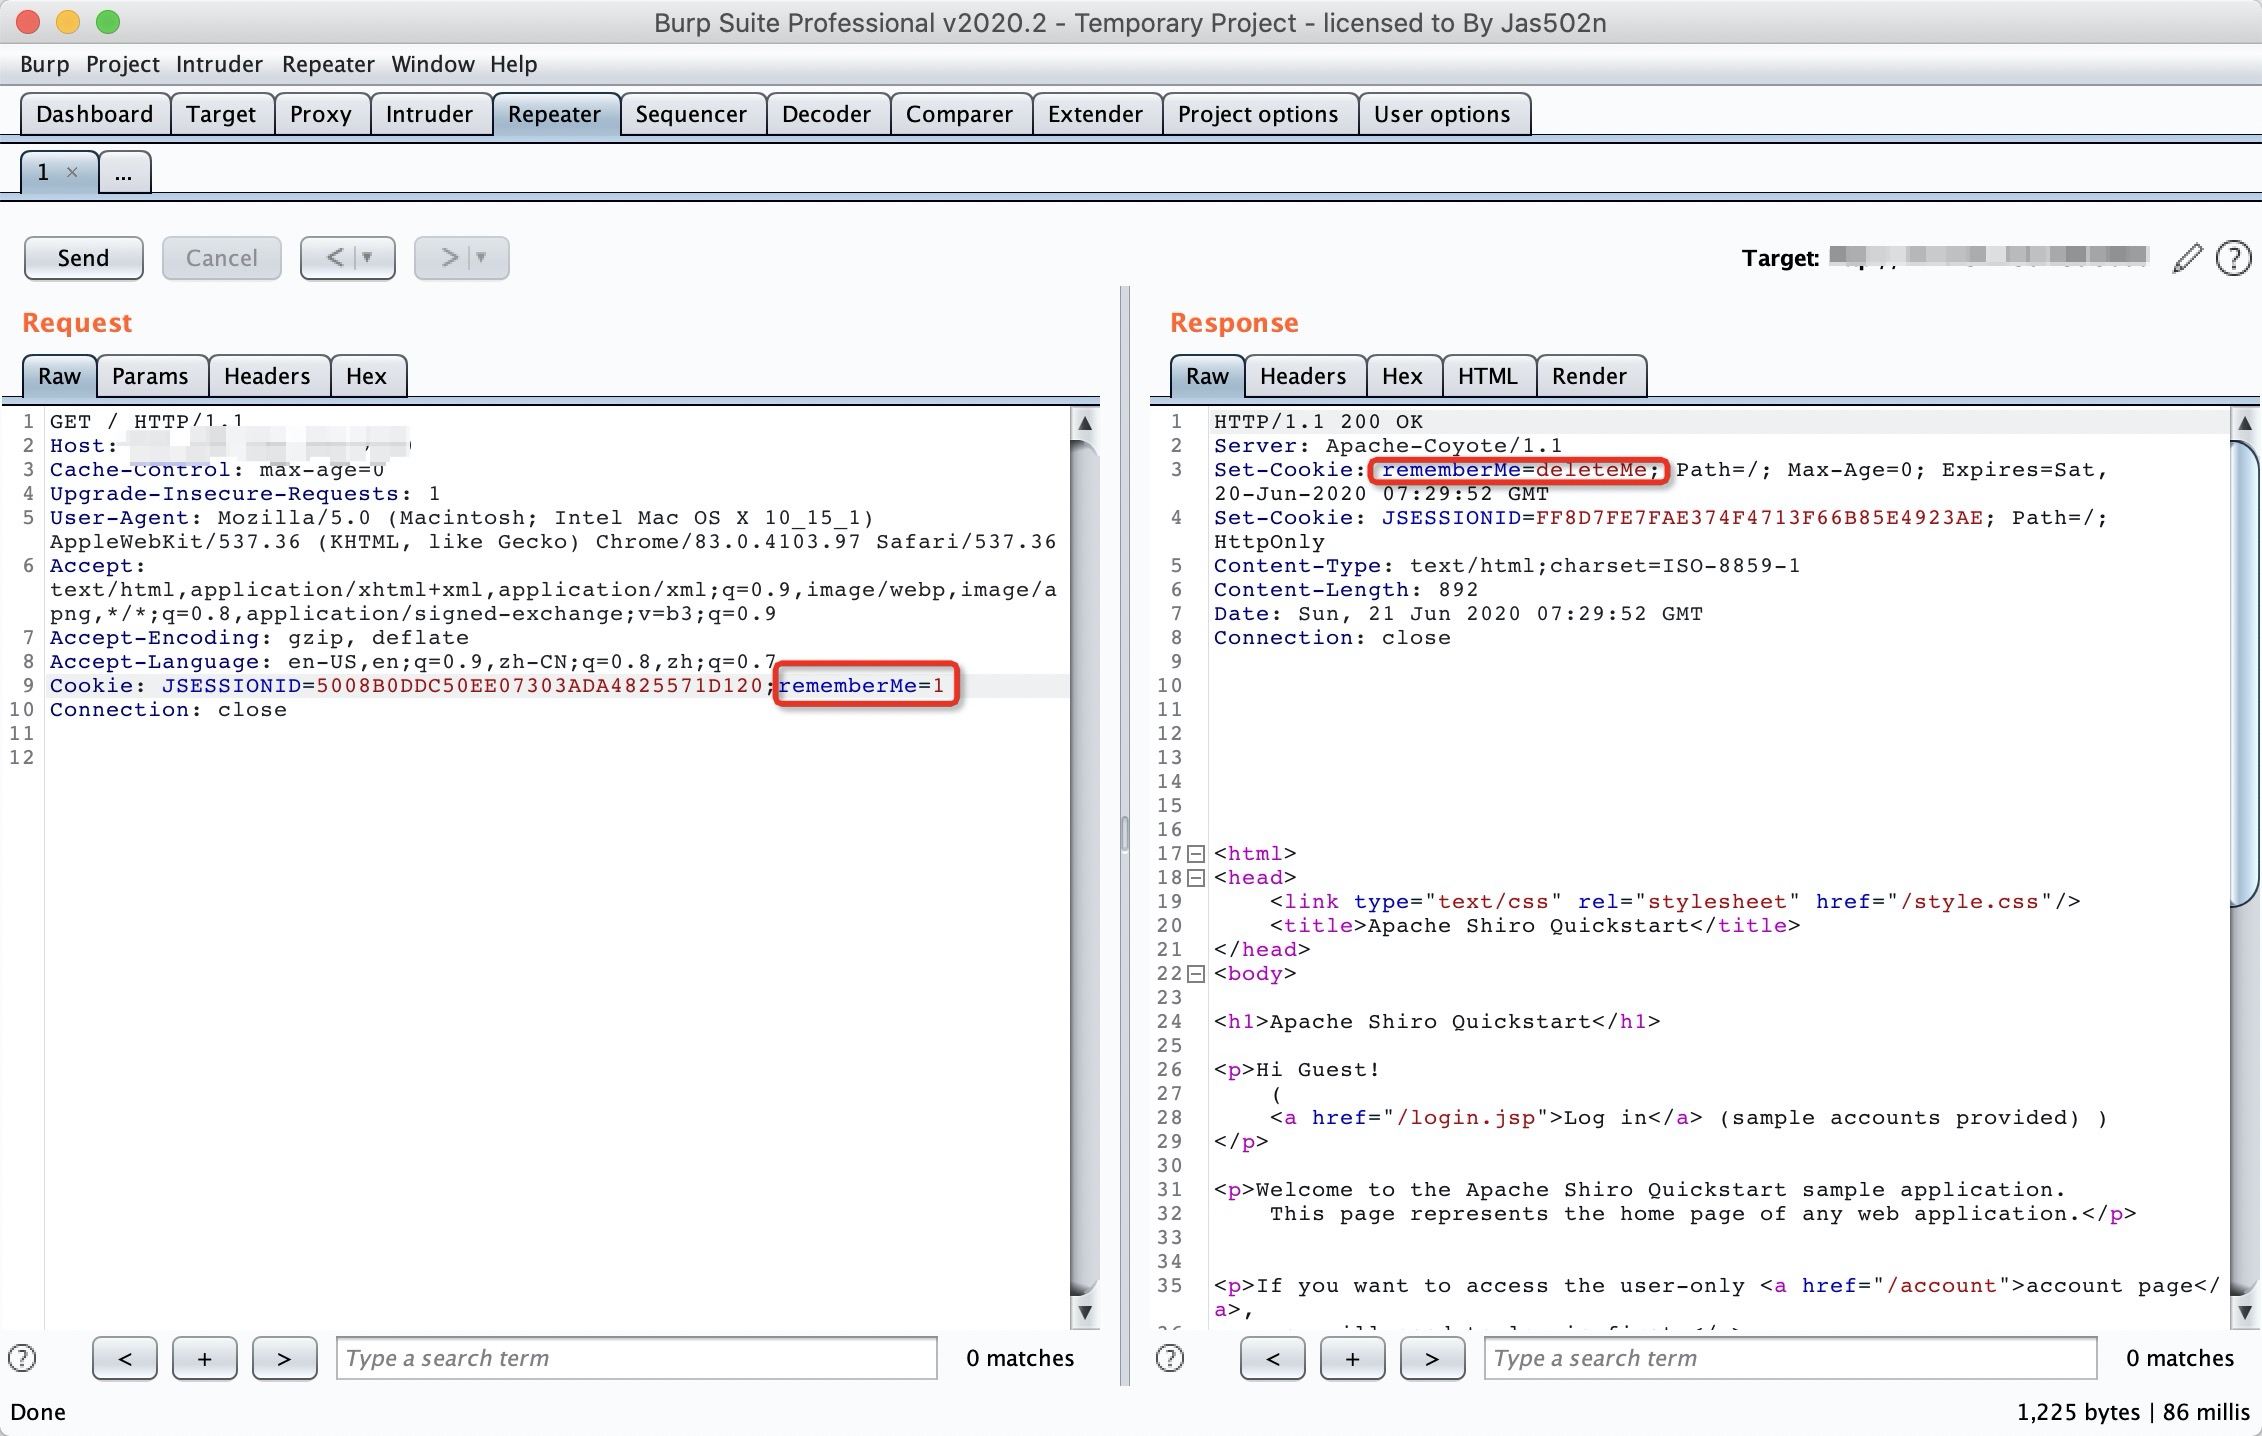 Burp Suite Professional v2020.2 - Temporary Project - licensed to By Jas502n
Burp Project Intruder Repeater Window Help
Dashboard Target Proxy Intruder Repeater Sequencer Decoder Comparer Extender Project options User options
1 × ...
Send Cancel < ▼ > ▼
Target:
Request
Raw Params Headers Hex
1 GET / HTTP/1.1
2 Host:
3 Cache-Control: max-age=0
4 Upgrade-Insecure-Requests: 1
5 User-Agent: Mozilla/5.0 (Macintosh; Intel Mac OS X 10_15_1)
AppleWebKit/537.36 (KHTML, like Gecko) Chrome/83.0.4103.97 Safari/537.36
6 Accept:
text/html,application/xhtml+xml,application/xml;q=0.9,image/webp,image/a
png,*/*;q=0.8,application/signed-exchange;v=b3;q=0.9
7 Accept-Encoding: gzip, deflate
8 Accept-Language: en-US,en;q=0.9,zh-CN;q=0.8,zh;q=0.7
9 Cookie: JSESSIONID=5008B0DDC50EE07303ADA4825571D120;rememberMe=1
10 Connection: close
11
12
< + > Type a search term 0 matches
Response
Raw Headers Hex HTML Render
1 HTTP/1.1 200 OK
2 Server: Apache-Coyote/1.1
3 Set-Cookie: rememberMe=deleteMe; Path=/; Max-Age=0; Expires=Sat,
20-Jun-2020 07:29:52 GMT
4 Set-Cookie: JSESSIONID=FF8D7FE7FAE374F4713F66B85E4923AE; Path=/;
HttpOnly
5 Content-Type: text/html;charset=ISO-8859-1
6 Content-Length: 892
7 Date: Sun, 21 Jun 2020 07:29:52 GMT
8 Connection: close
9
10
11
12
13
14
15
16
17 <html>
18 <head>
19 <link type="text/css" rel="stylesheet" href="/style.css"/>
20 <title>Apache Shiro Quickstart</title>
21 </head>
22 <body>
23
24 <h1>Apache Shiro Quickstart</h1>
25
26 <p>Hi Guest!
27 (
28 <a href="/login.jsp">Log in</a> (sample accounts provided) )
29 </p>
30
31 <p>Welcome to the Apache Shiro Quickstart sample application.
32 This page represents the home page of any web application.</p>
33
34
35 <p>If you want to access the user-only <a href="/account">account page</
a>,
< + > Type a search term 0 matches
Done
1,225 bytes | 86 millis